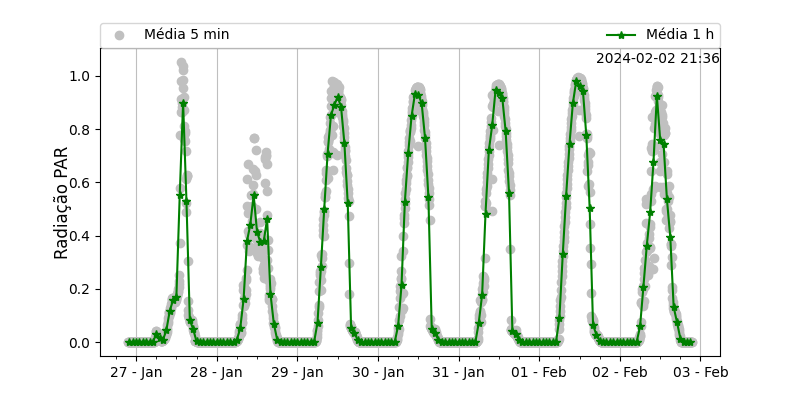 Média 5 min
Média 1 h
2024-02-02 21:36
Radiação PAR
1.0
0.8
0.6
0.4
0.2
0.0
27 - Jan
28 - Jan
29 - Jan
30 - Jan
31 - Jan
01 - Feb
02 - Feb
03 - Feb